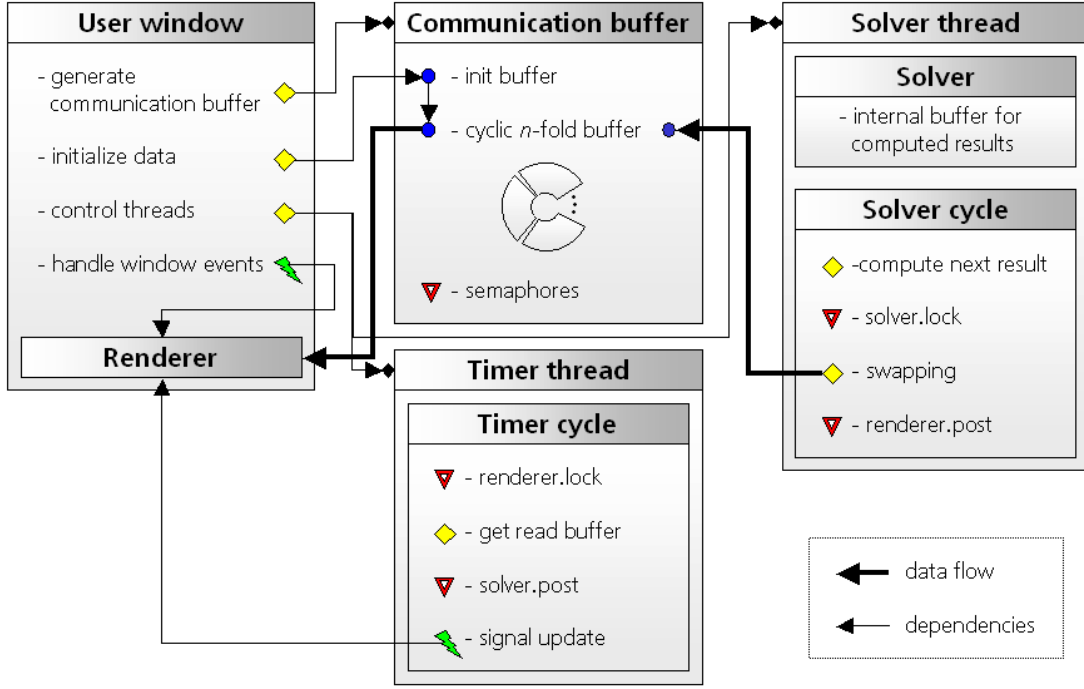 User window
- generate
communication buffer
- initialize data
- control threads
- handle window events
Renderer
Communication buffer
- init buffer
- cyclic n-fold buffer
- semaphores
Timer thread
Timer cycle
- renderer.lock
- get read buffer
- solver.post
- signal update
Solver thread
Solver
- internal buffer for
computed results
Solver cycle
-compute next result
- solver.lock
- swapping
- renderer.post
data flow
dependencies